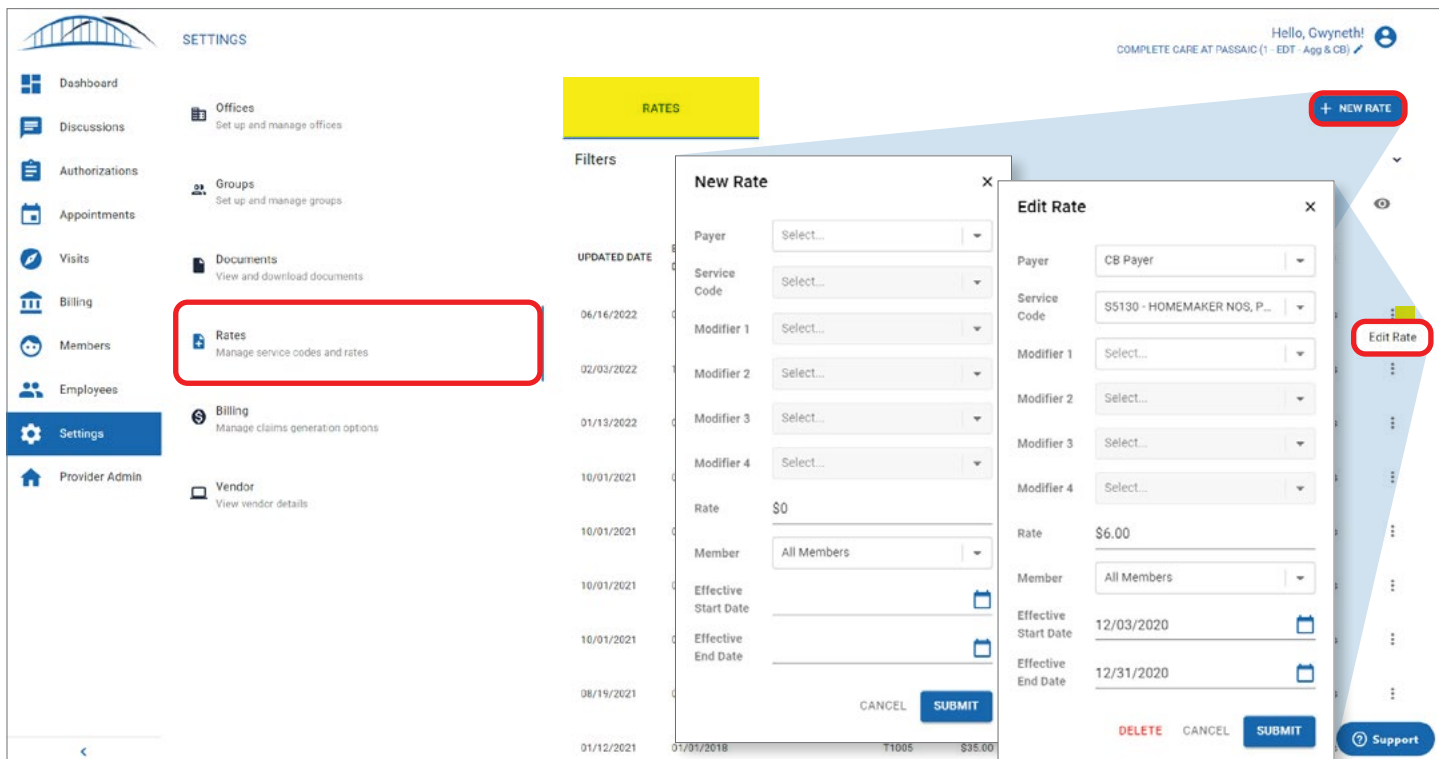 SETTINGS
Hello, Gwyneth!
COMPLETE CARE AT PASSAIC (1 - EDT - Agg & CB)
Dashboard
Discussions
Authorizations
Appointments
Visits
Billing
Members
Employees
Settings
Provider Admin
Offices
Set up and manage offices
Groups
Set up and manage groups
Documents
View and download documents
Rates
Manage service codes and rates
Billing
Manage claims generation options
Vendor
View vendor details
RATES
+ NEW RATE
Filters
UPDATED DATE
06/16/2022
02/03/2022
01/13/2022
10/01/2021
10/01/2021
10/01/2021
10/01/2021
08/19/2021
01/12/2021 01/01/2018 T1005 $35.00
New Rate
Payer Select...
Service
Code
Select...
Modifier 1 Select...
Modifier 2 Select...
Modifier 3 Select...
Modifier 4 Select...
Rate $0
Member All Members
Effective
Start Date
Effective
End Date
CANCEL SUBMIT
Edit Rate
Payer CB Payer
Service
Code
S5130 - HOMEMAKER NOS, P...
Modifier 1 Select...
Modifier 2 Select...
Modifier 3 Select...
Modifier 4 Select...
Rate $6.00
Member All Members
Effective
Start Date
12/03/2020
Effective
End Date
12/31/2020
DELETE CANCEL SUBMIT
Edit Rate
Support